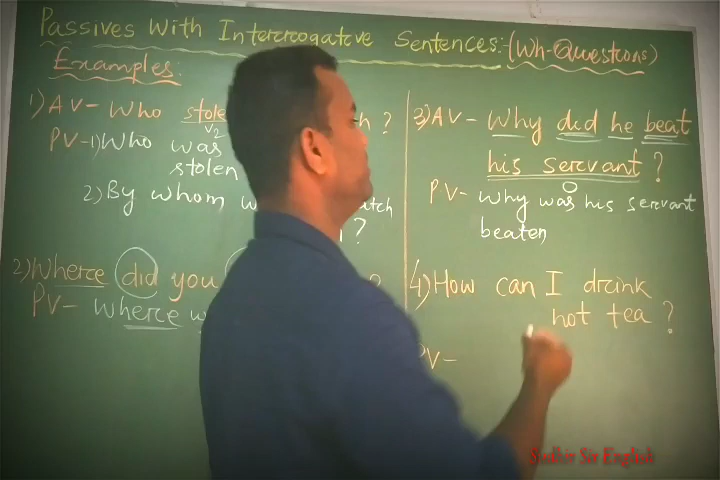 Passives With Interrogative Sentences:- (Wh-Questions)
Examples:-
1) AV- Who stole ?
V2
PV-1) Who was
stolen
2) By whom
?
2) Where did you ?
PV- where
3) AV- Why did he beat
his servant ?
O
PV- why was his servant
beaten
4) How can I drink
hot tea ?
PV-
Sudhir Sir English